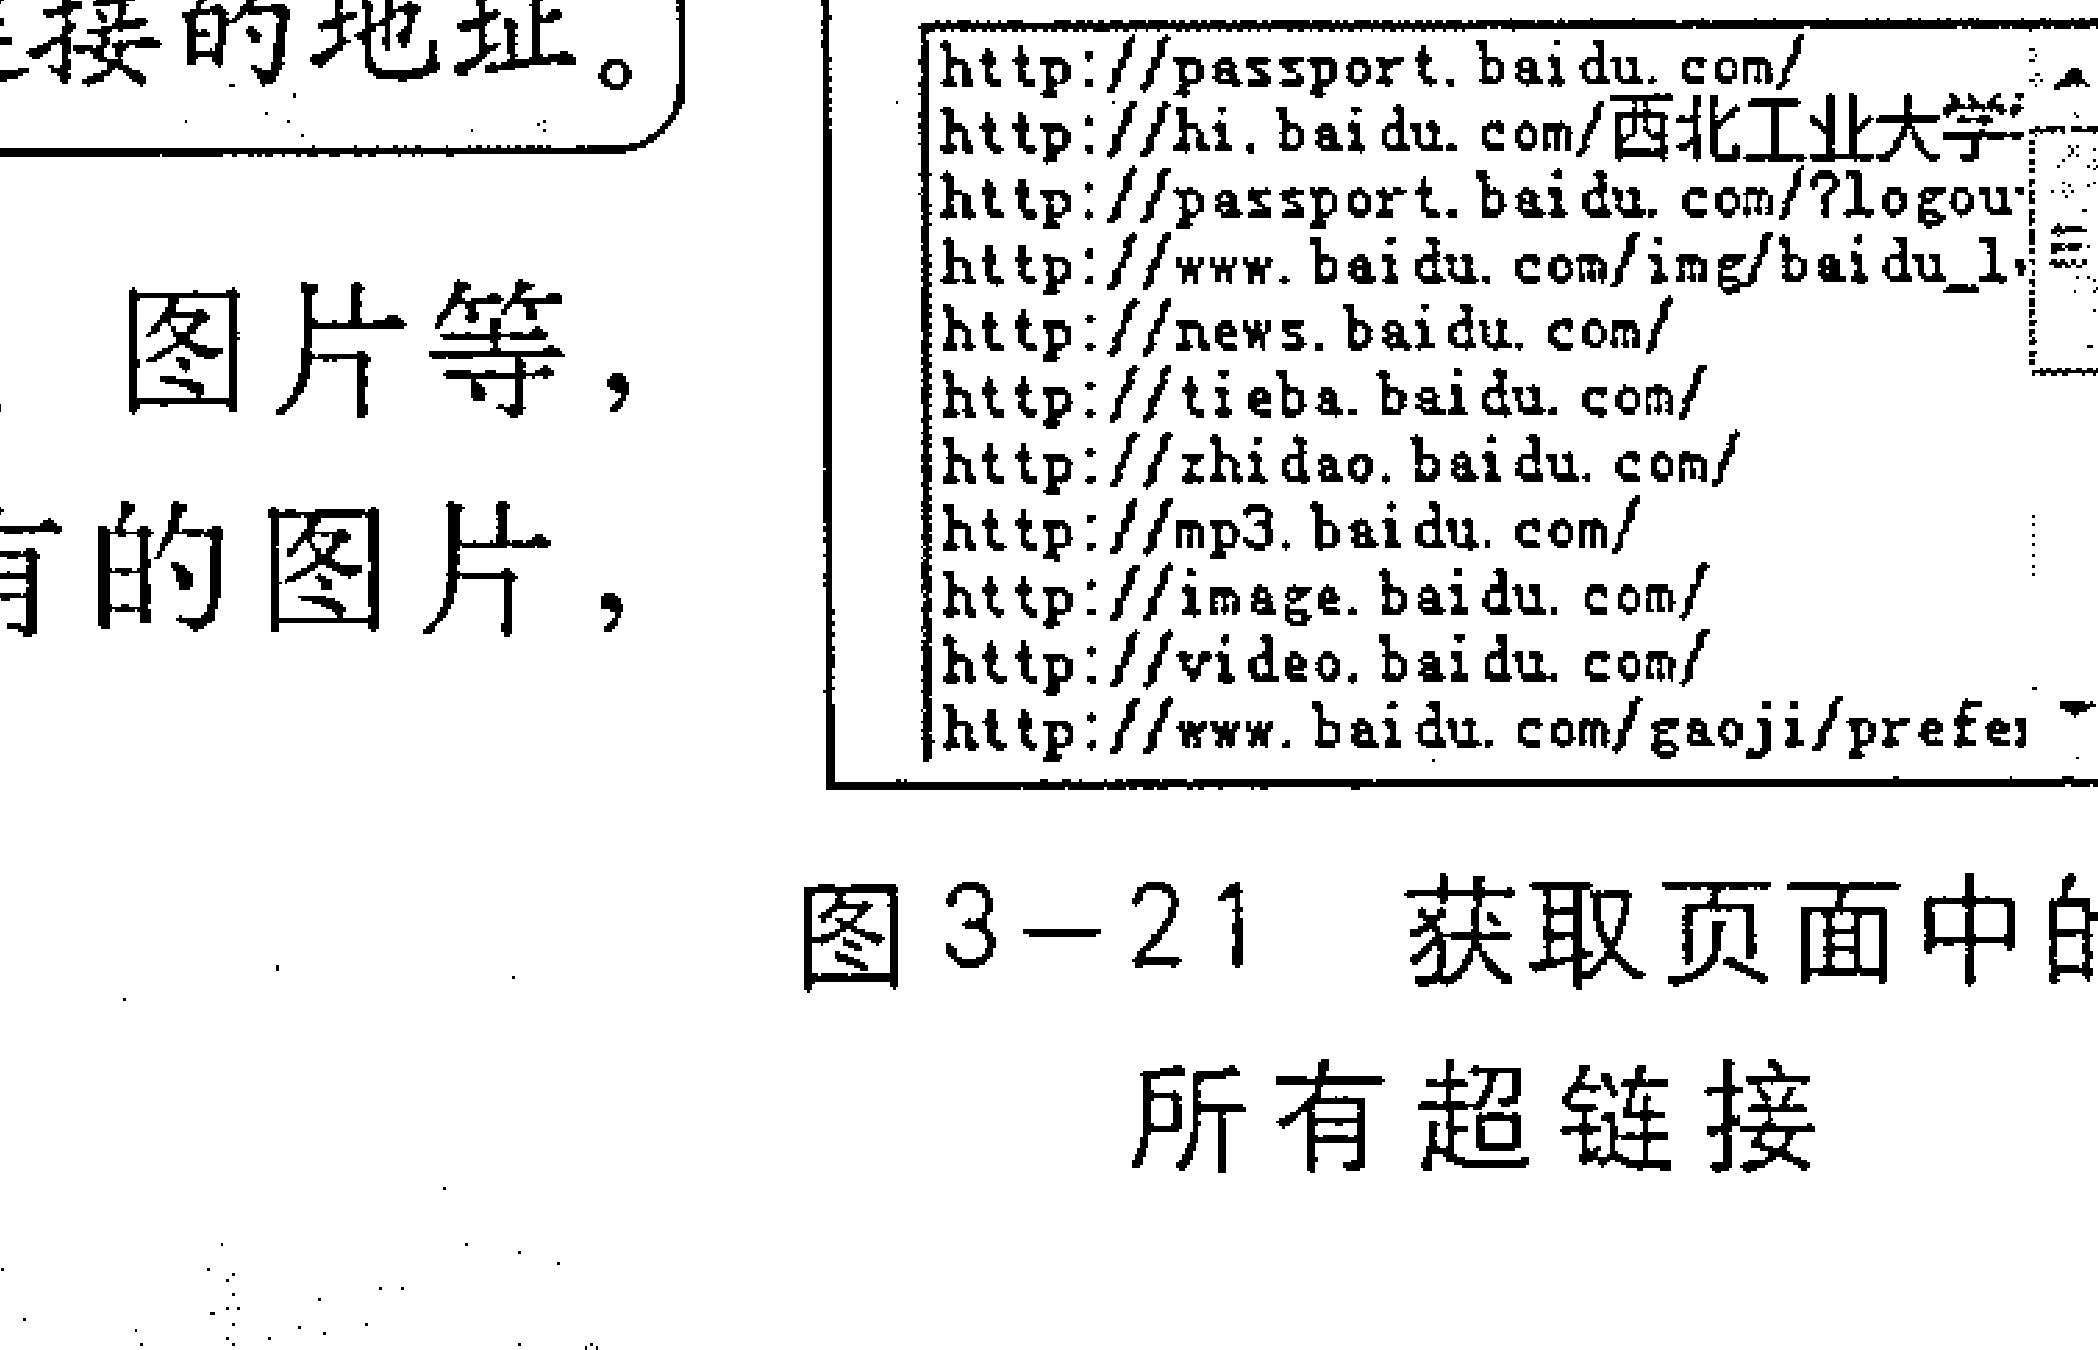 接的地址。
图片等，
有的图片，
http://passport.baidu.com/
http://hi.baidu.com/西北工业大学
http://passport.baidu.com/?logou
http://www.baidu.com/img/baidu_l
http://news.baidu.com/
http://tieba.baidu.com/
http://zhidao.baidu.com/
http://mp3.baidu.com/
http://image.baidu.com/
http://video.baidu.com/
http://www.baidu.com/gaoji/prefer
图3-21 获取页面中的
所有超链接